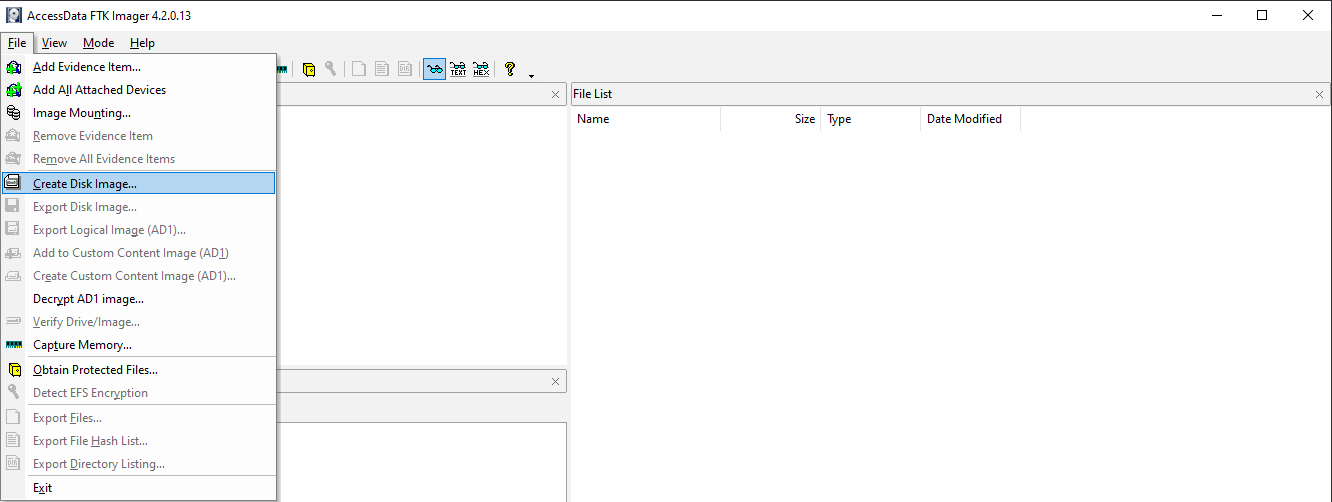 AccessData FTK Imager 4.2.0.13
File View Mode Help
Add Evidence Item...
Add All Attached Devices
Image Mounting...
Remove Evidence Item
Remove All Evidence Items
Create Disk Image...
Export Disk Image...
Export Logical Image (AD1)...
Add to Custom Content Image (AD1)
Create Custom Content Image (AD1)...
Decrypt AD1 image...
Verify Drive/Image...
Capture Memory...
Obtain Protected Files...
Detect EFS Encryption
Export Files...
Export File Hash List...
Export Directory Listing...
Exit
TEXT HEX
File List
Name Size Type Date Modified